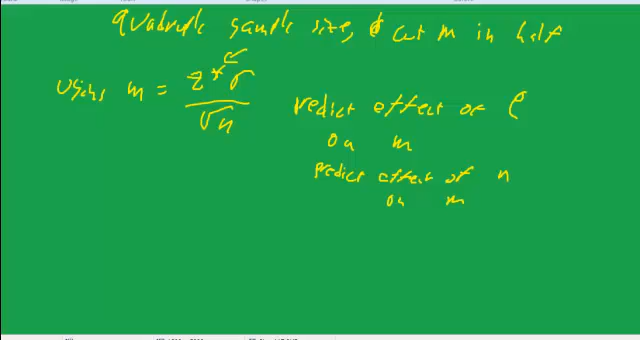 quadruple sample size, cut m in half
using m = z*σ / √n
c
predict effect of C
on m
predict effect of n
on m